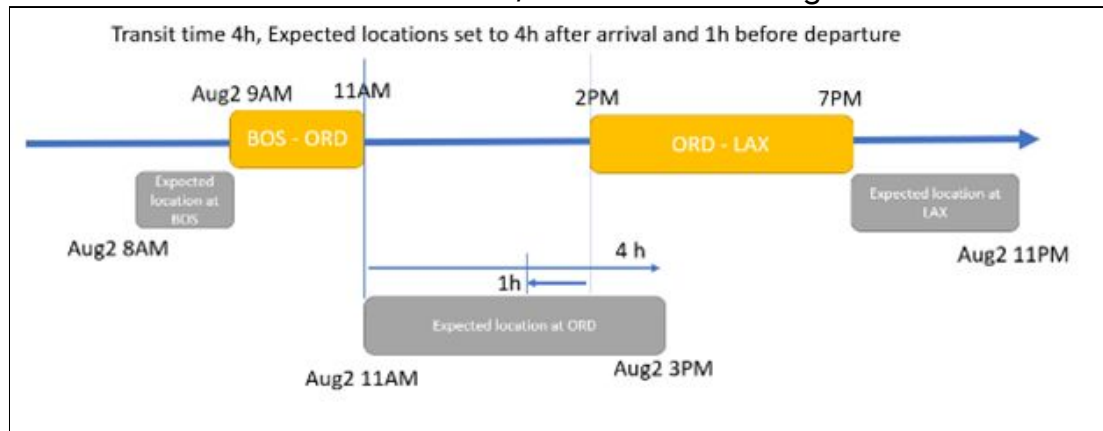 Transit time 4h, Expected locations set to 4h after arrival and 1h before departure
Aug2 9AM
11AM
2PM
7PM
BOS - ORD
ORD - LAX
Expected
location at
BOS
Expected location at
LAX
Aug2 8AM
Aug2 11PM
4 h
1h
Expected location at ORD
Aug2 11AM
Aug2 3PM